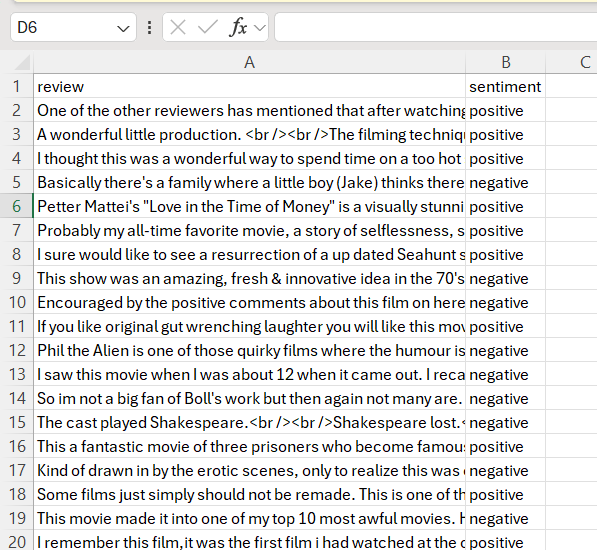 D6 fx
A B C
1 review sentiment
2 One of the other reviewers has mentioned that after watching positive
3 A wonderful little production. <br /><br />The filming techniqu positive
4 I thought this was a wonderful way to spend time on a too hot positive
5 Basically there's a family where a little boy (Jake) thinks there negative
6 Petter Mattei's "Love in the Time of Money" is a visually stunni positive
7 Probably my all-time favorite movie, a story of selflessness, s positive
8 I sure would like to see a resurrection of a up dated Seahunt s positive
9 This show was an amazing, fresh & innovative idea in the 70's negative
10 Encouraged by the positive comments about this film on here negative
11 If you like original gut wrenching laughter you will like this mov positive
12 Phil the Alien is one of those quirky films where the humour is negative
13 I saw this movie when I was about 12 when it came out. I reca negative
14 So im not a big fan of Boll's work but then again not many are. negative
15 The cast played Shakespeare.<br /><br />Shakespeare lost.< negative
16 This a fantastic movie of three prisoners who become famou positive
17 Kind of drawn in by the erotic scenes, only to realize this was negative
18 Some films just simply should not be remade. This is one of th positive
19 This movie made it into one of my top 10 most awful movies. H negative
20 I remember this film,it was the first film i had watched at the c positive